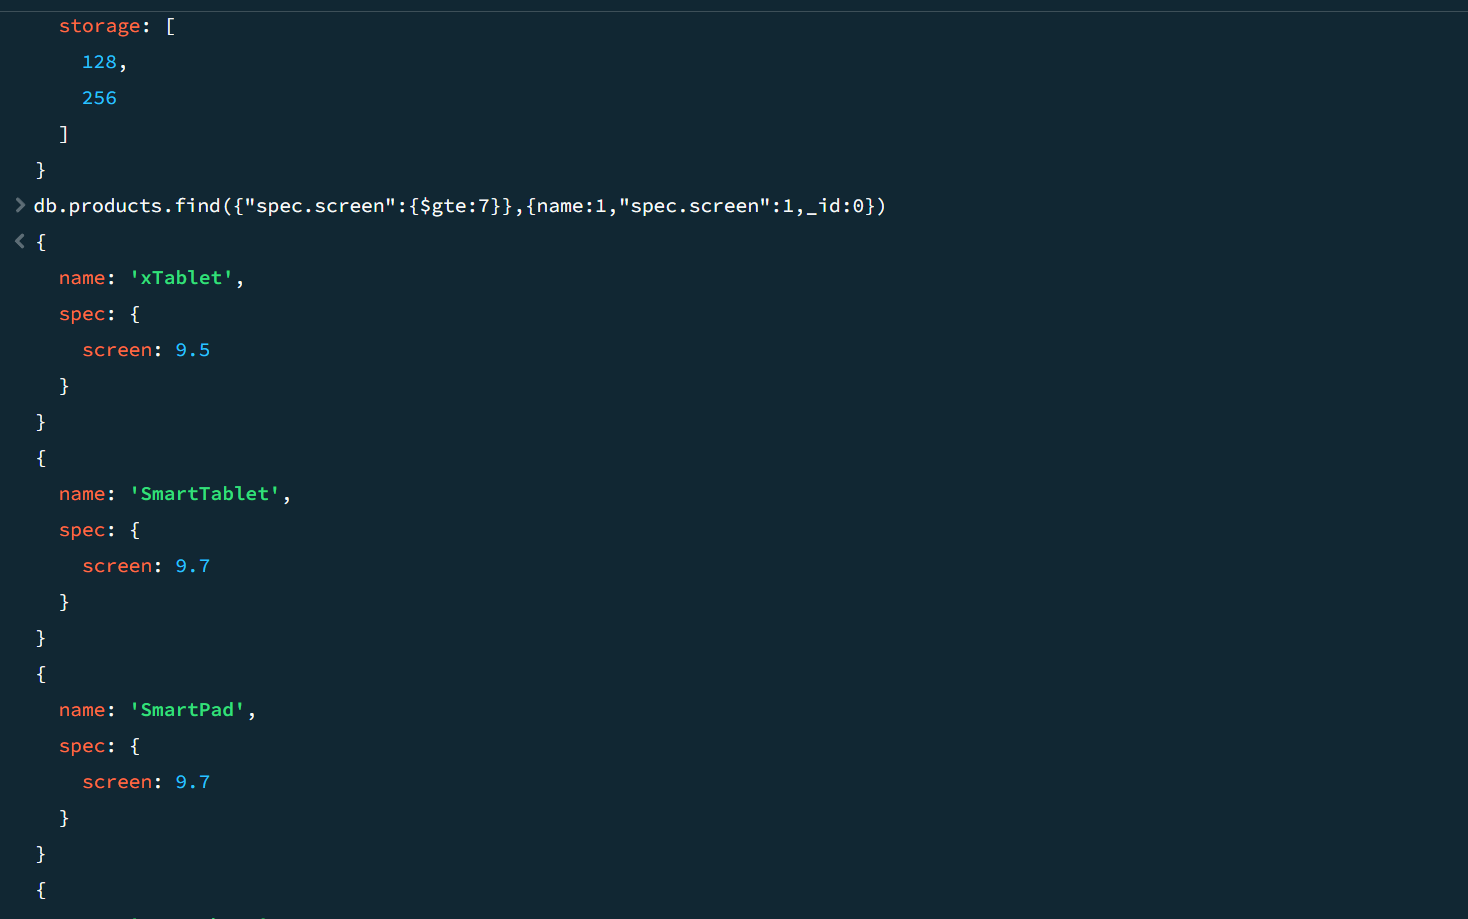 storage: [
128,
256
]
}
> db.products.find({"spec.screen":{$gte:7}},{name:1,"spec.screen":1,_id:0})
< {
name: 'xTablet',
spec: {
screen: 9.5
}
}
{
name: 'SmartTablet',
spec: {
screen: 9.7
}
}
{
name: 'SmartPad',
spec: {
screen: 9.7
}
}
{